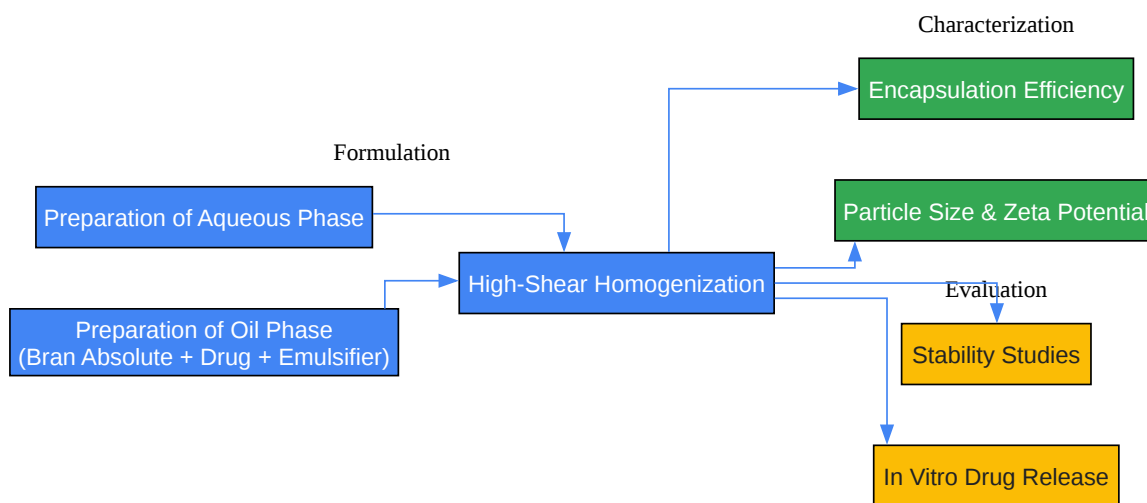 Characterization
Encapsulation Efficiency
Formulation
Preparation of Aqueous Phase
Particle Size & Zeta Potential
High-Shear Homogenization
Evaluation
Preparation of Oil Phase
(Bran Absolute + Drug + Emulsifier)
Stability Studies
In Vitro Drug Release